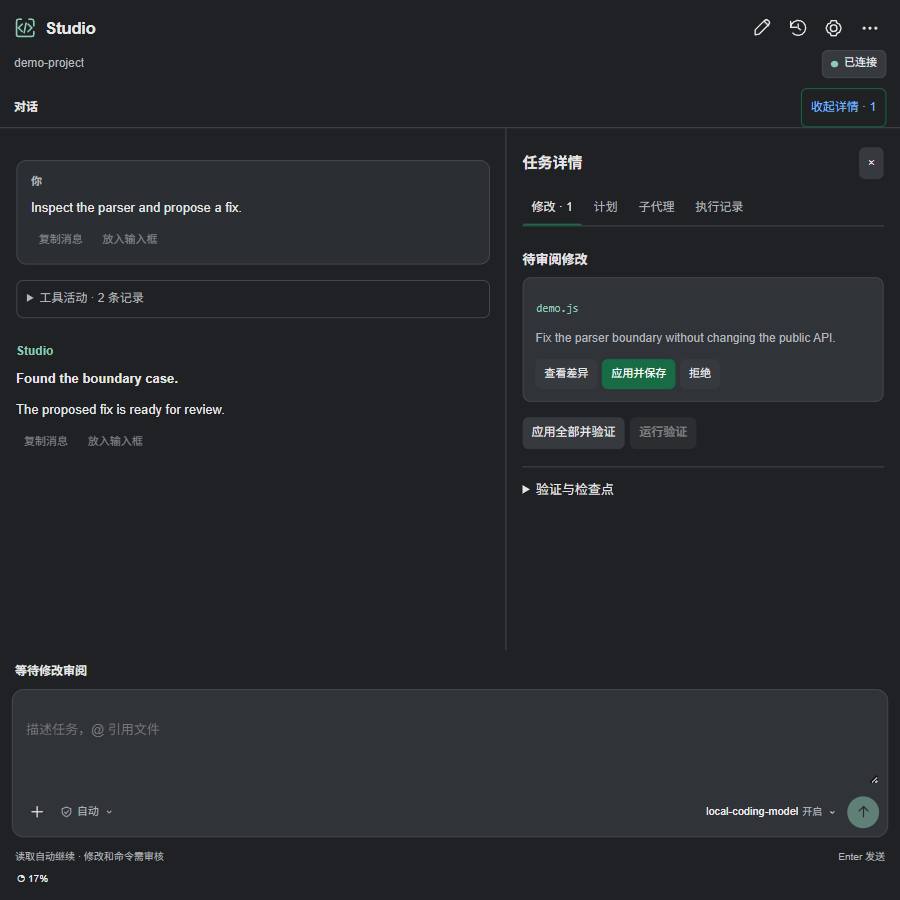 Studio
demo-project
已连接
对话
收起详情 · 1
你
Inspect the parser and propose a fix.
复制消息 放入输入框
工具活动 · 2 条记录
Studio
Found the boundary case.
The proposed fix is ready for review.
复制消息 放入输入框
任务详情
修改 · 1 计划 子代理 执行记录
待审阅修改
demo.js
Fix the parser boundary without changing the public API.
查看差异 应用并保存 拒绝
应用全部并验证 运行验证
验证与检查点
等待修改审阅
描述任务，@ 引用文件
自动
local-coding-model 开启
读取自动继续 · 修改和命令需审核
Enter 发送
17%